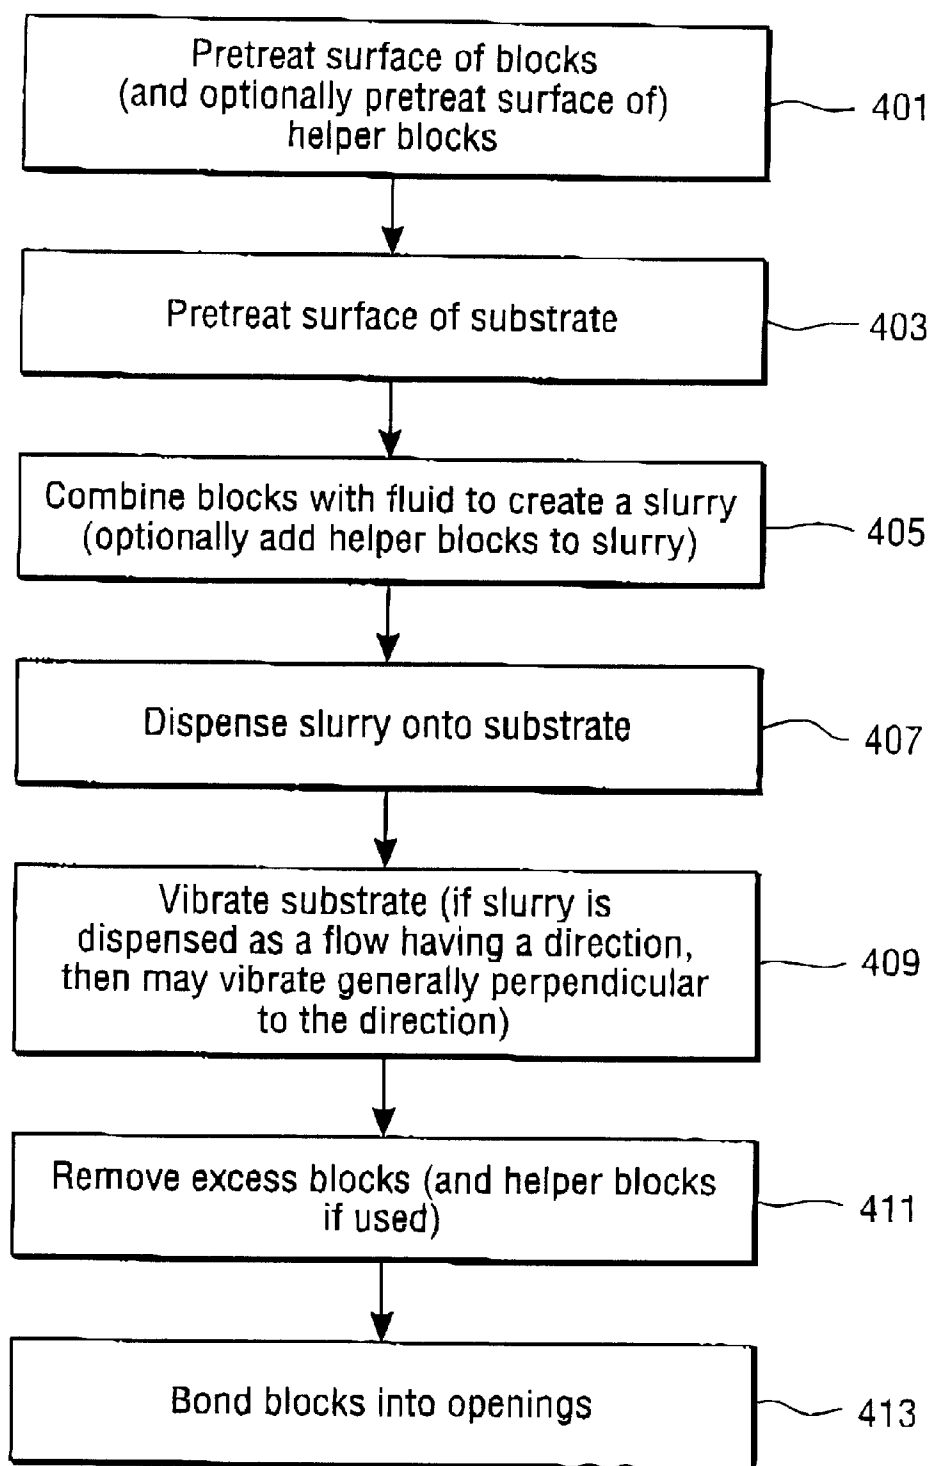 Pretreat surface of blocks
(and optionally pretreat surface of)
helper blocks
401
Pretreat surface of substrate
403
Combine blocks with fluid to create a slurry
(optionally add helper blocks to slurry)
405
Dispense slurry onto substrate
407
Vibrate substrate (if slurry is
dispensed as a flow having a direction,
then may vibrate generally perpendicular
to the direction)
409
Remove excess blocks (and helper blocks
if used)
411
Bond blocks into openings
413